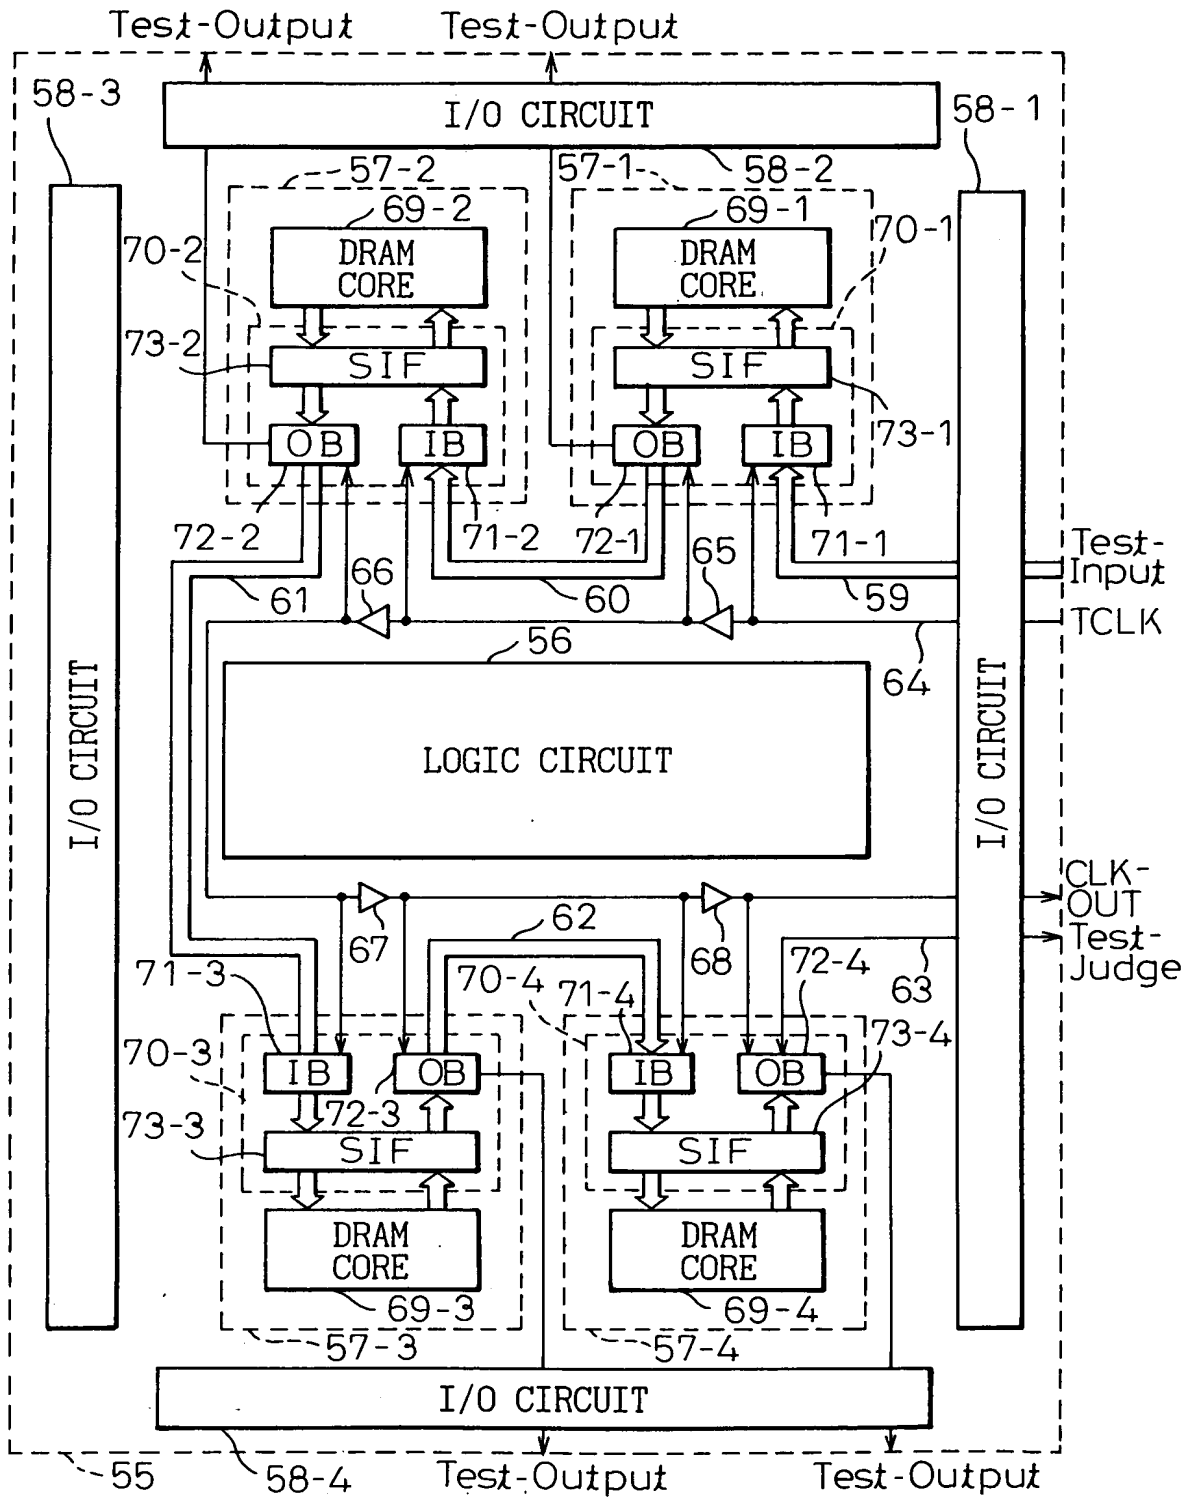 Test-Output
Test-Output
58-3
I/O CIRCUIT
58-1
57-2
57-1
58-2
69-2
69-1
70-2
DRAM
CORE
DRAM
CORE
70-1
73-2
SIF
SIF
73-1
OB
IB
OB
IB
72-2
71-2
72-1
71-1
Test-
Input
61
66
60
65
59
TCLK
56
64
I/O CIRCUIT
LOGIC CIRCUIT
I/O CIRCUIT
CLK-
OUT
67
62
68
63
Test-
Judge
71-3
70-4
71-4
72-4
70-3
73-4
IB
OB
IB
OB
72-3
73-3
SIF
SIF
DRAM
CORE
DRAM
CORE
69-3
69-4
57-3
57-4
I/O CIRCUIT
55
58-4
Test-Output
Test-Output